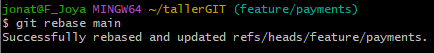 jonat@F_Joya MINGW64 ~/tallerGIT (feature/payments)
$ git rebase main
Successfully rebased and updated refs/heads/feature/payments.